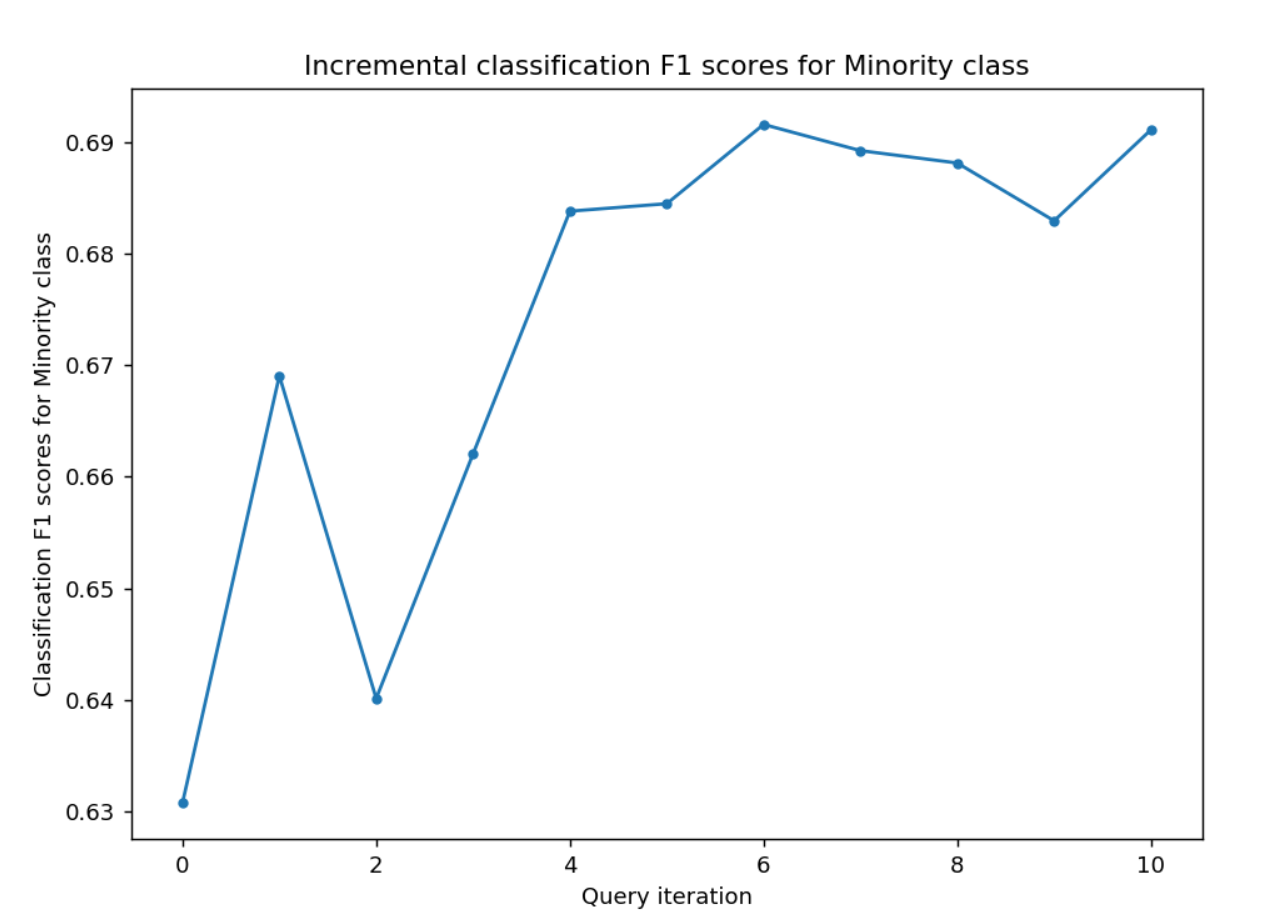 Incremental classification F1 scores for Minority class
Classification F1 scores for Minority class
0.69
0.68
0.67
0.66
0.65
0.64
0.63
0 2 4 6 8 10
Query iteration